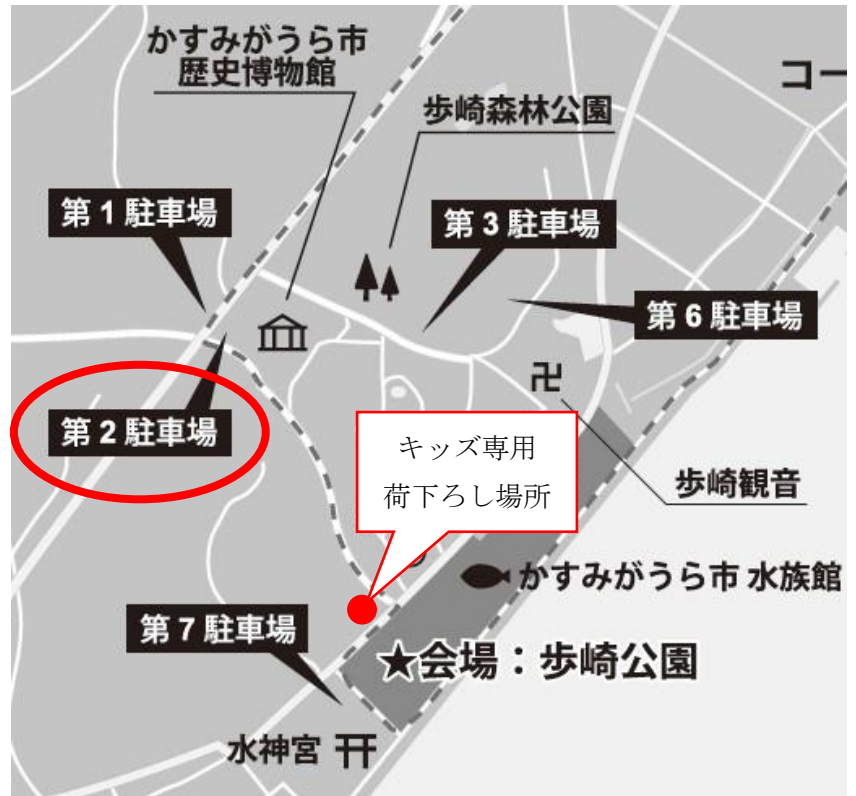 かすみがうら市
歴史博物館
コー
歩崎森林公園
第1駐車場
第3駐車場
第6駐車場
第2駐車場
キッズ専用
荷下ろし場所
卍
歩崎観音
かすみがうら市 水族館
第7駐車場
★会場：歩崎公園
水神宮